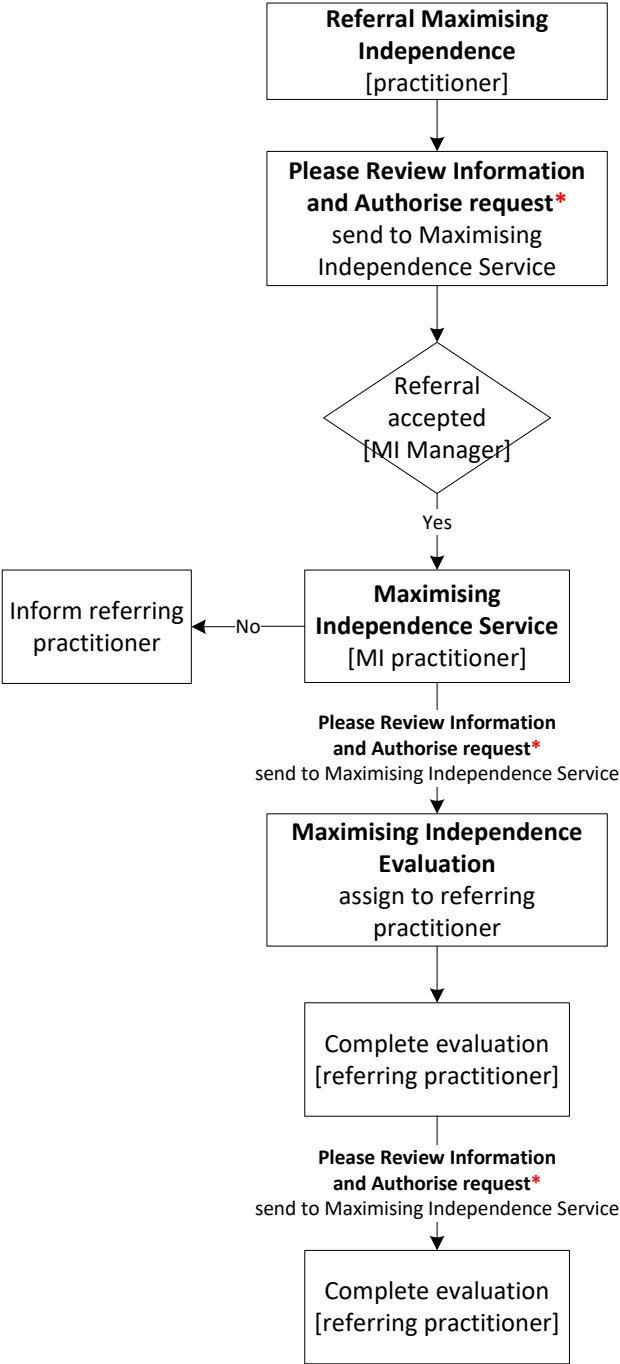 Referral Maximising
Independence
[practitioner]
Please Review Information
and Authorise request*
send to Maximising
Independence Service
Referral
accepted
[MI Manager]
Yes
Inform referring
practitioner
No
Maximising
Independence Service
[MI practitioner]
Please Review Information
and Authorise request*
send to Maximising Independence Service
Maximising Independence
Evaluation
assign to referring
practitioner
Complete evaluation
[referring practitioner]
Please Review Information
and Authorise request*
send to Maximising Independence Service
Complete evaluation
[referring practitioner]